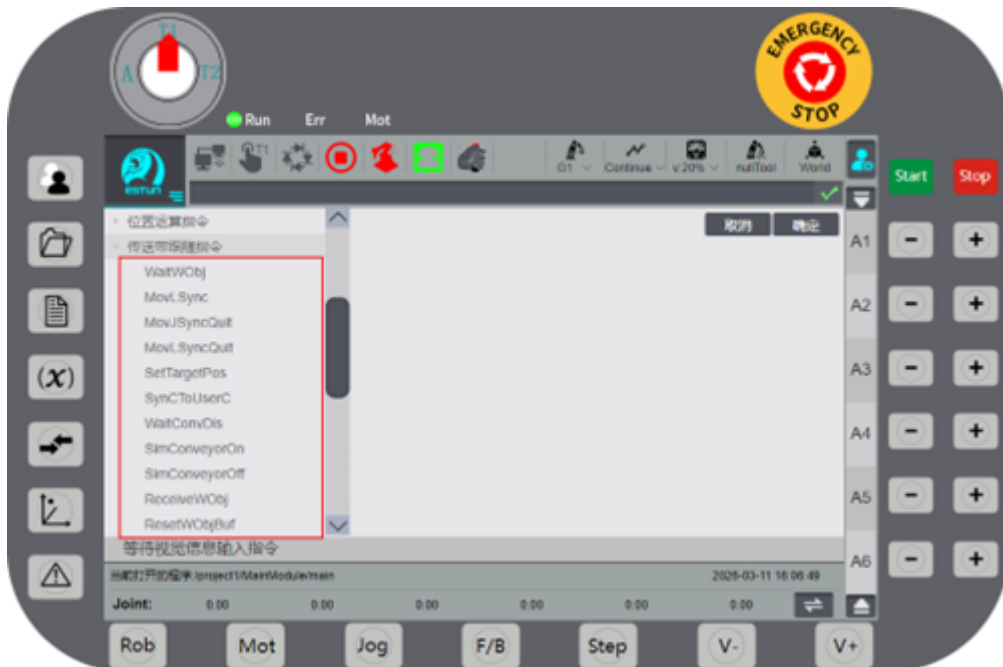 T1
A T2
EMERGENCY
STOP
Run Err Mot
ESTUN
T1
G1 Continue v:20% nullTool World
Start Stop
位置运算指令
取消 确定
传送带跟随指令
WaitWObj
MovLSync
MovJSyncQuit
MovLSyncQuit
SetTargetPos
SynCToUserC
WaitConvDis
SimConveyorOn
SimConveyorOff
ReceiveWObj
ResetWObjBuf
A1 - +
A2 - +
A3 - +
A4 - +
A5 - +
A6 - +
(x)
等待视觉信息输入指令
当前打开的程序:/project1/MainModule/main 2026-03-11 16:06:49
Joint: 0.00 0.00 0.00 0.00 0.00 0.00
Rob Mot Jog F/B Step V- V+